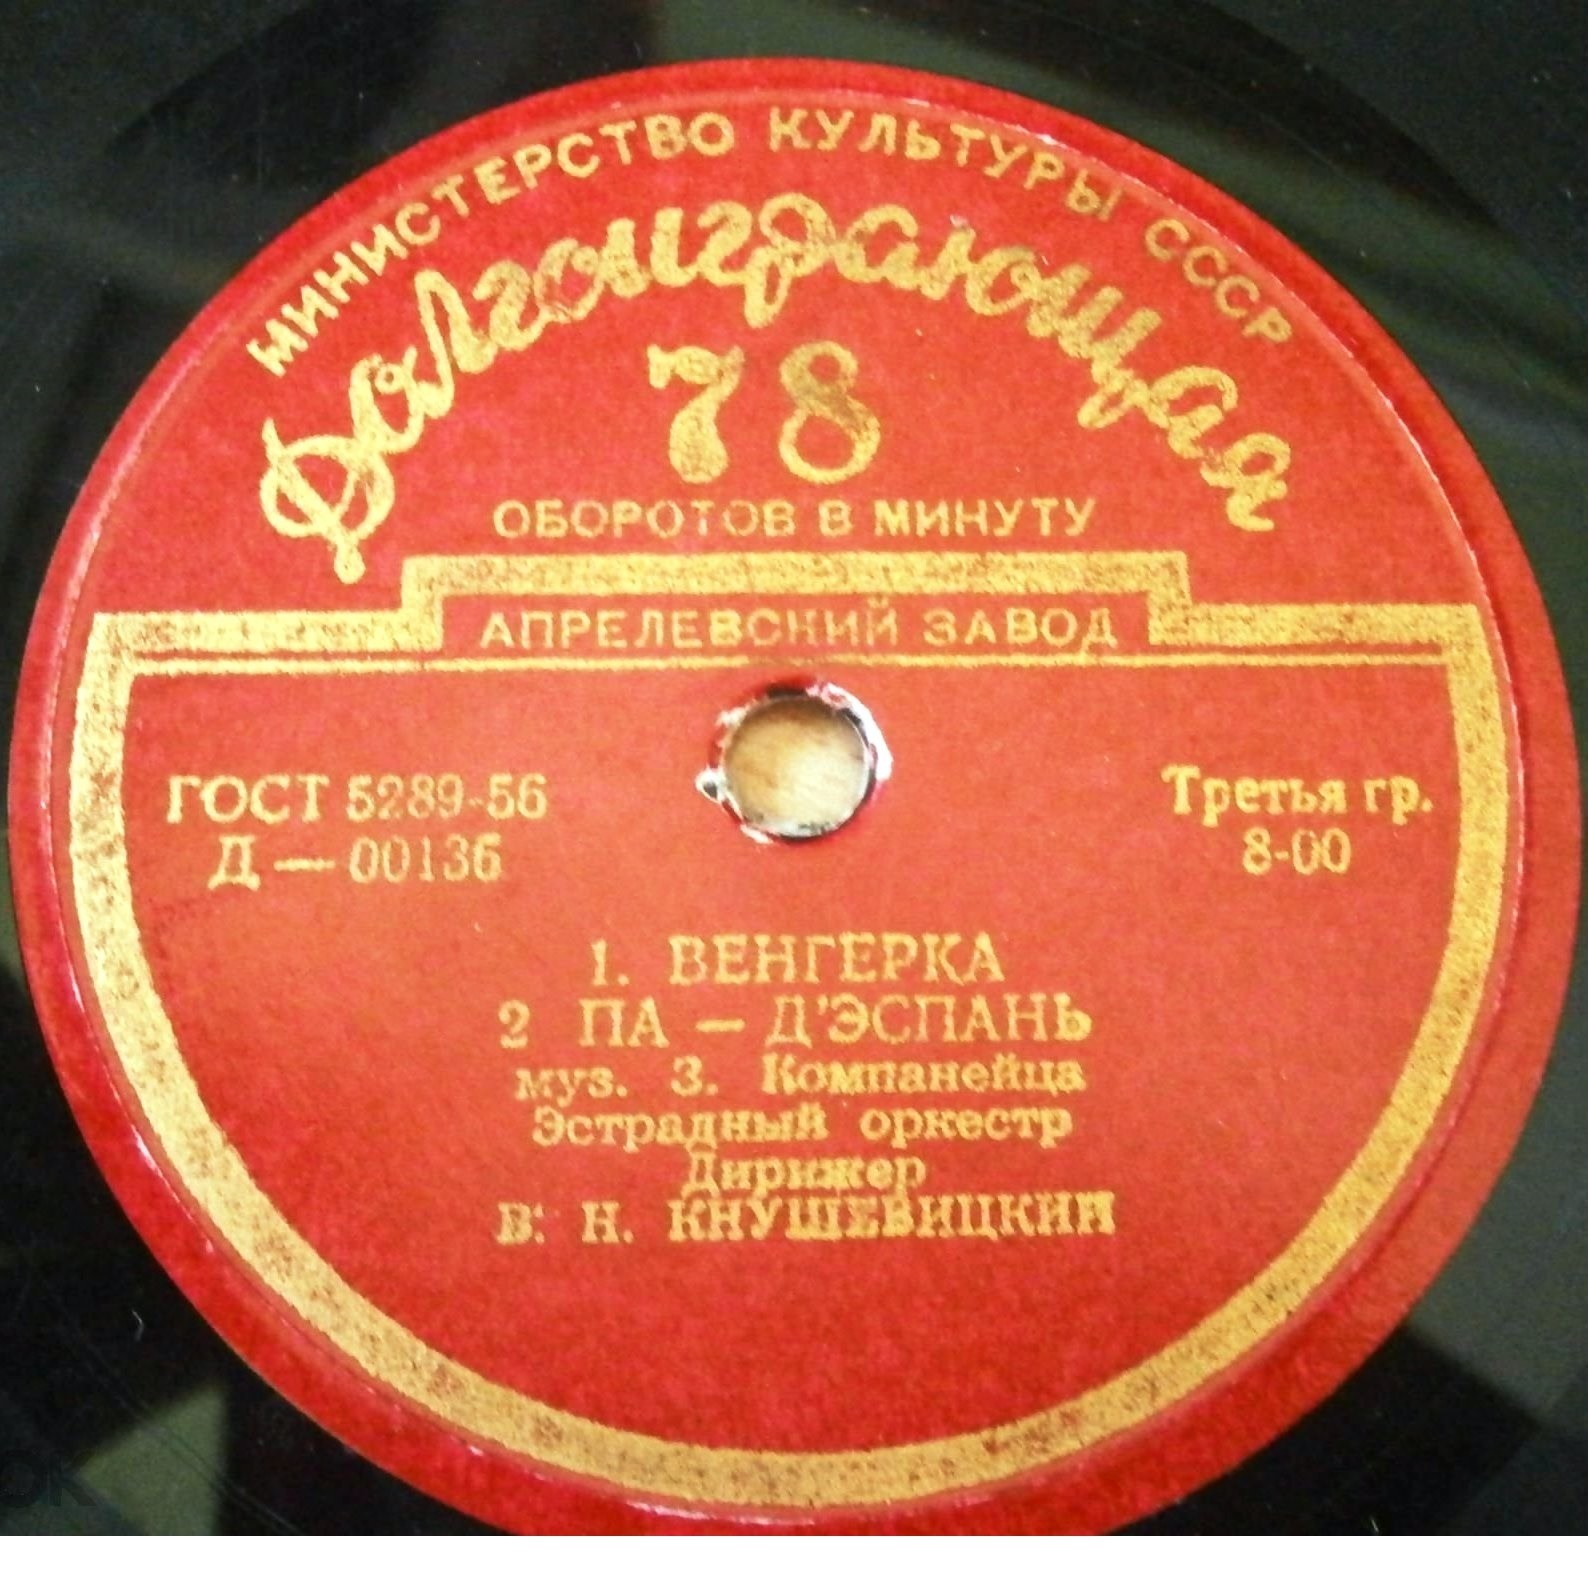 МИНИСТЕРСТВО КУЛЬТУРЫ СССР
Долгоиграющая
78
ОБОРОТОВ В МИНУТУ
АПРЕЛЕВСКИЙ ЗАВОД
ГОСТ 5289-56
Д — 00136
Третья гр.
8-00
1. ВЕНГЕРКА
2 ПА — Д'ЭСПАНЬ
муз. З. Компанейца
Эстрадный оркестр
Дирижер
В. Н. КНУШЕВИЦКИЙ